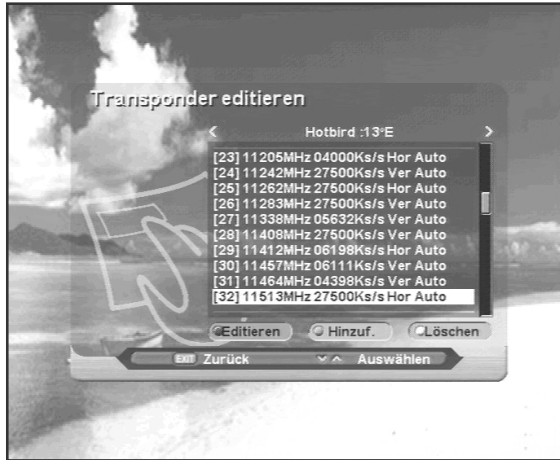 Transponder editieren
< Hotbird :13°E >
[23] 11205MHz 04000Ks/s Hor Auto
[24] 11242MHz 27500Ks/s Ver Auto
[25] 11262MHz 27500Ks/s Hor Auto
[26] 11283MHz 27500Ks/s Ver Auto
[27] 11338MHz 05632Ks/s Ver Auto
[28] 11408MHz 27500Ks/s Ver Auto
[29] 11412MHz 06198Ks/s Hor Auto
[30] 11457MHz 06111Ks/s Ver Auto
[31] 11464MHz 04398Ks/s Ver Auto
[32] 11513MHz 27500Ks/s Hor Auto
Editieren Hinzuf. Löschen
EXIT Zurück Auswählen